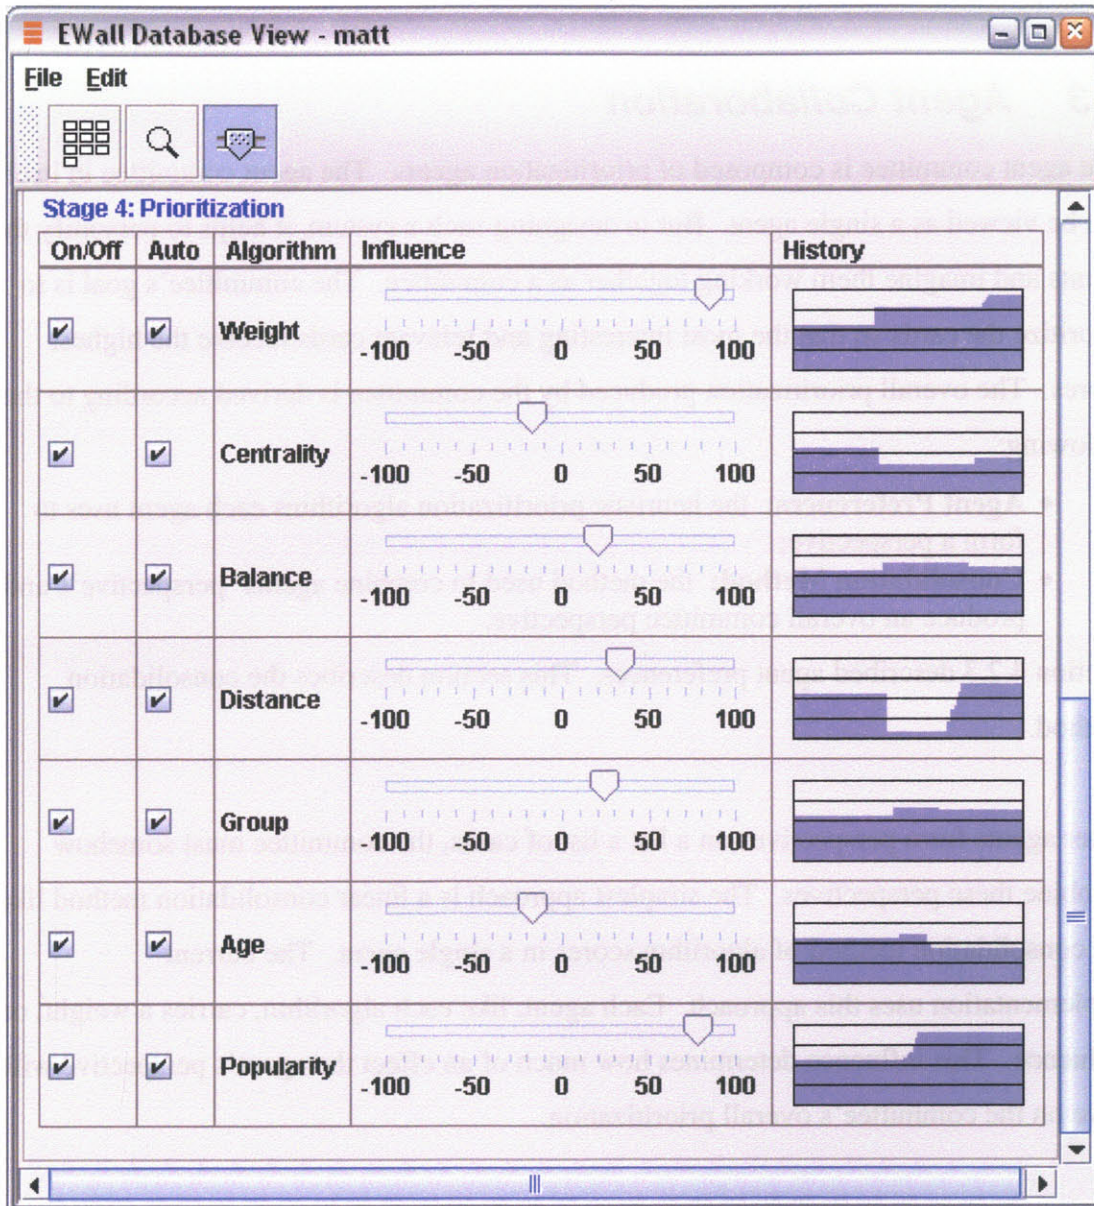 EWall Database View - matt
File Edit
Stage 4: Prioritization
On/Off Auto Algorithm Influence History
Weight
-100 -50 0 50 100
Centrality
-100 -50 0 50 100
Balance
-100 -50 0 50 100
Distance
-100 -50 0 50 100
Group
-100 -50 0 50 100
Age
-100 -50 0 50 100
Popularity
-100 -50 0 50 100